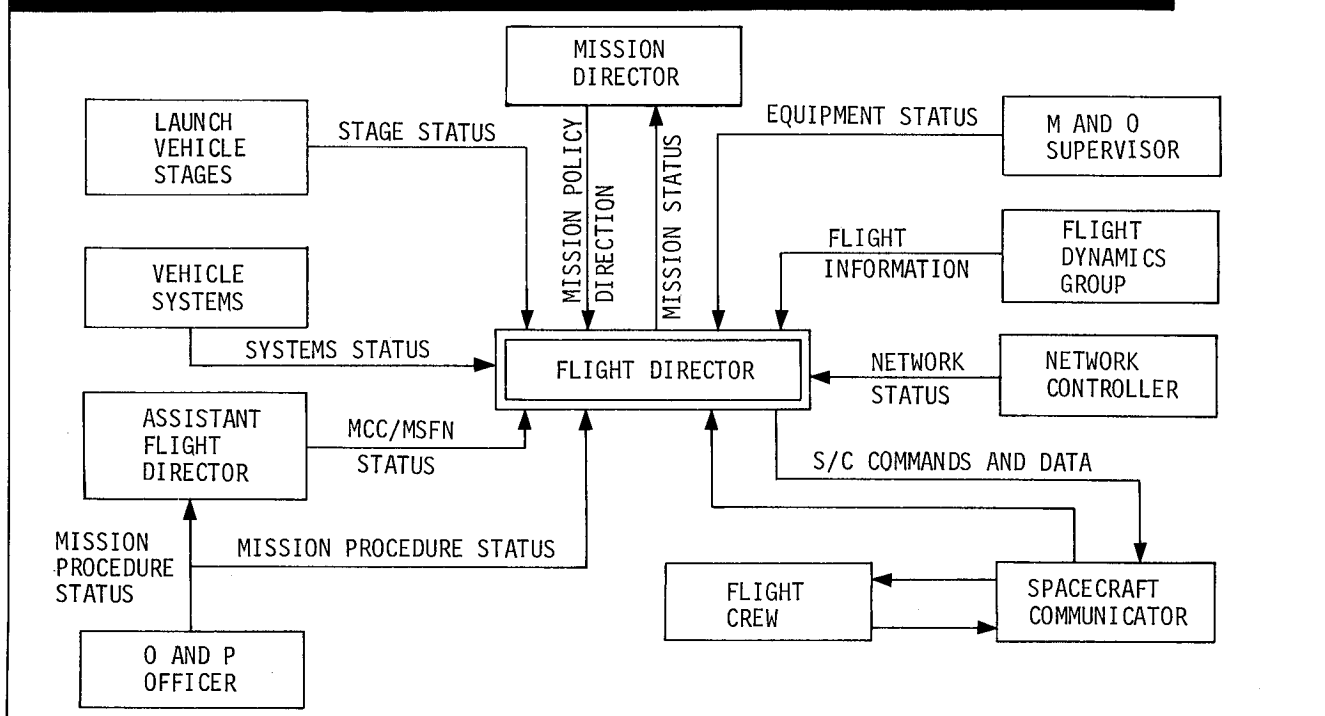 MISSION
DIRECTOR
LAUNCH
VEHICLE
STAGES
STAGE STATUS
MISSION POLICY
DIRECTION
MISSION STATUS
EQUIPMENT STATUS
M AND O
SUPERVISOR
FLIGHT
INFORMATION
FLIGHT
DYNAMICS
GROUP
VEHICLE
SYSTEMS
SYSTEMS STATUS
FLIGHT DIRECTOR
NETWORK
STATUS
NETWORK
CONTROLLER
ASSISTANT
FLIGHT
DIRECTOR
MCC/MSFN
STATUS
S/C COMMANDS AND DATA
MISSION
PROCEDURE
STATUS
MISSION PROCEDURE STATUS
FLIGHT
CREW
SPACECRAFT
COMMUNICATOR
O AND P
OFFICER